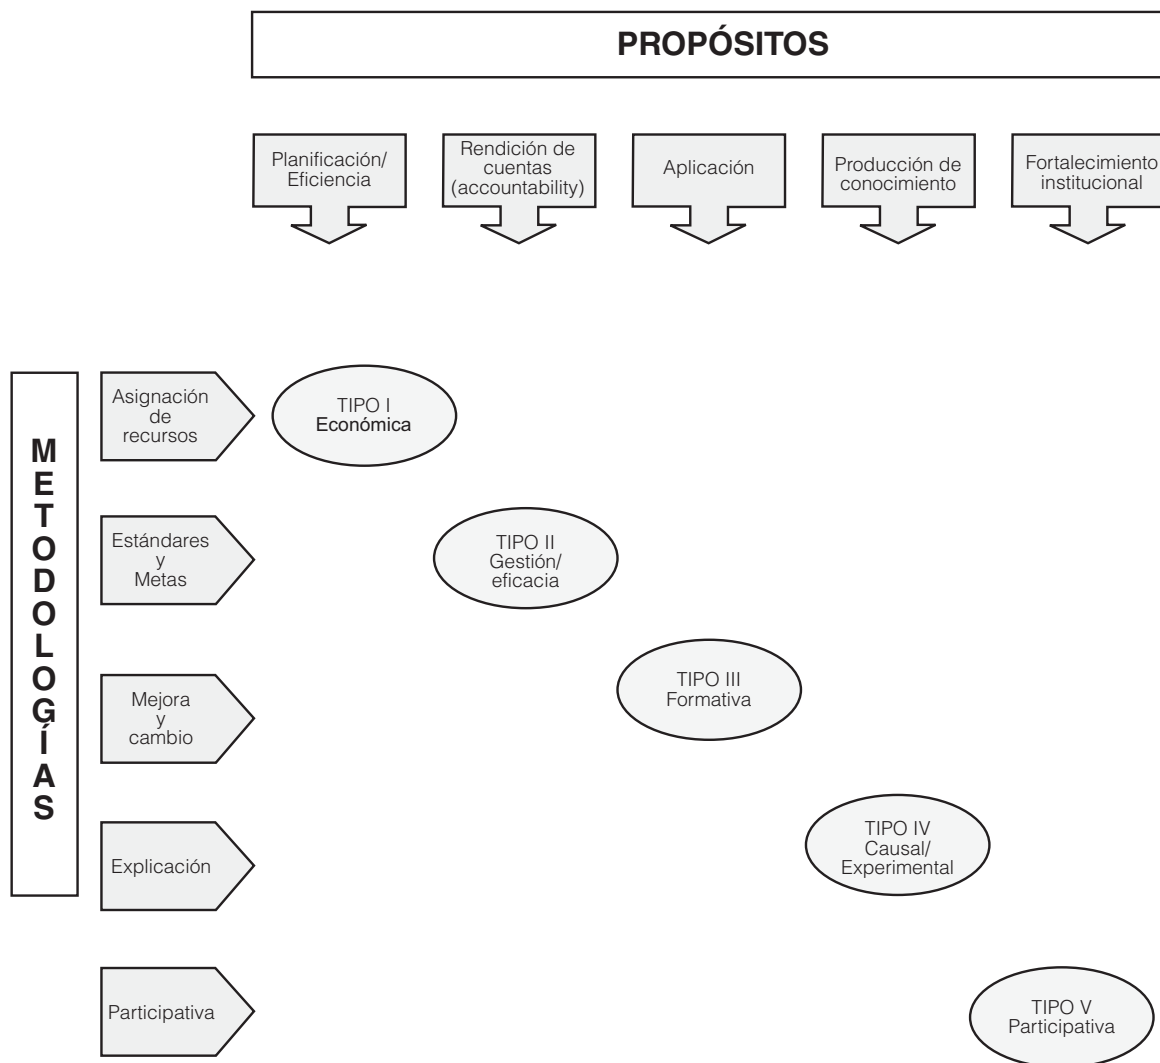 PROPÓSITOS
Planificación/
Eficiencia
Rendición de
cuentas
(accountability)
Aplicación
Producción de
conocimiento
Fortalecimiento
institucional
METODOLOGÍAS
Asignación
de
recursos
TIPO I
Económica
Estándares
y
Metas
TIPO II
Gestión/
eficacia
Mejora
y
cambio
TIPO III
Formativa
Explicación
TIPO IV
Causal/
Experimental
Participativa
TIPO V
Participativa